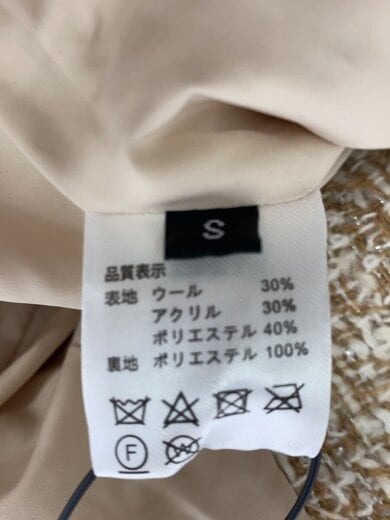 S
品質表示
表地 ウール 30%
アクリル 30%
ポリエステル 40%
裏地 ポリエステル 100%
F
W